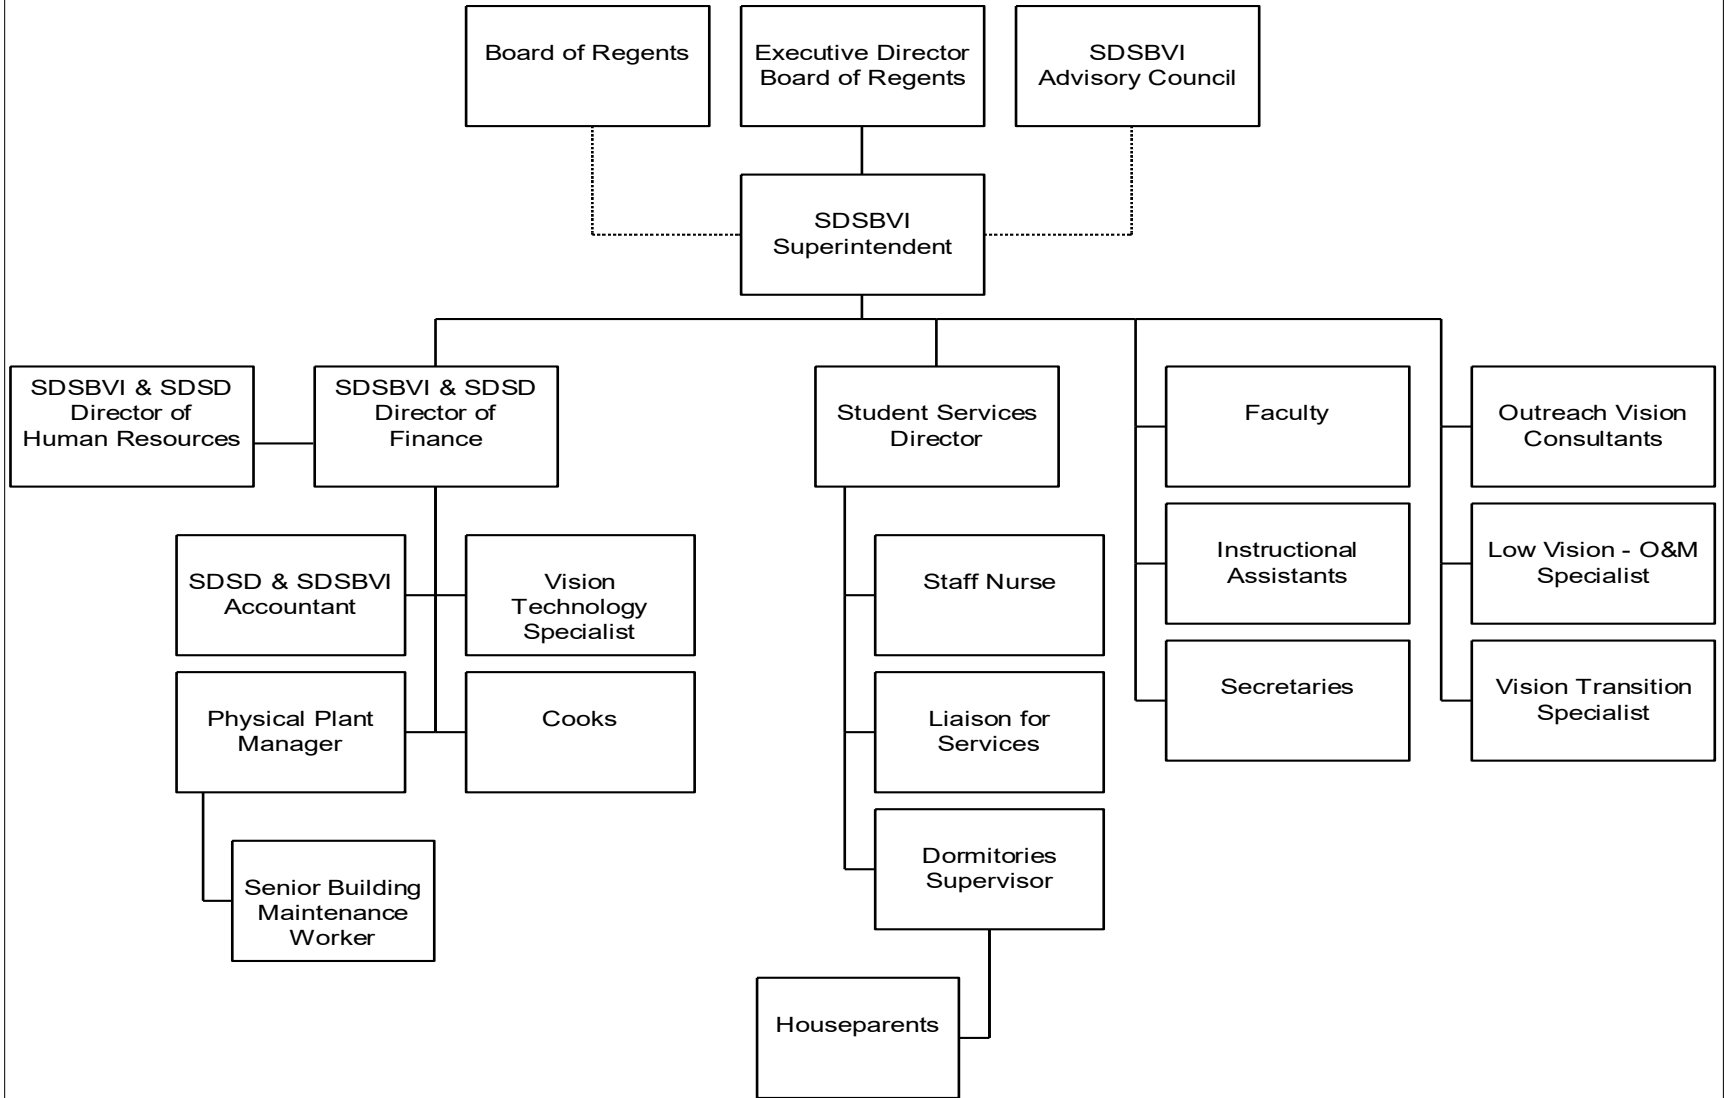 Board of Regents
Executive Director
Board of Regents
SDSBVI
Advisory Council
SDSBVI
Superintendent
SDSBVI & SDSD
Director of
Human Resources
SDSBVI & SDSD
Director of
Finance
Student Services
Director
Faculty
Outreach Vision
Consultants
SDSD & SDSBVI
Accountant
Vision
Technology
Specialist
Staff Nurse
Instructional
Assistants
Low Vision - O&M
Specialist
Physical Plant
Manager
Cooks
Liaison for
Services
Secretaries
Vision Transition
Specialist
Senior Building
Maintenance
Worker
Dormitories
Supervisor
Houseparents